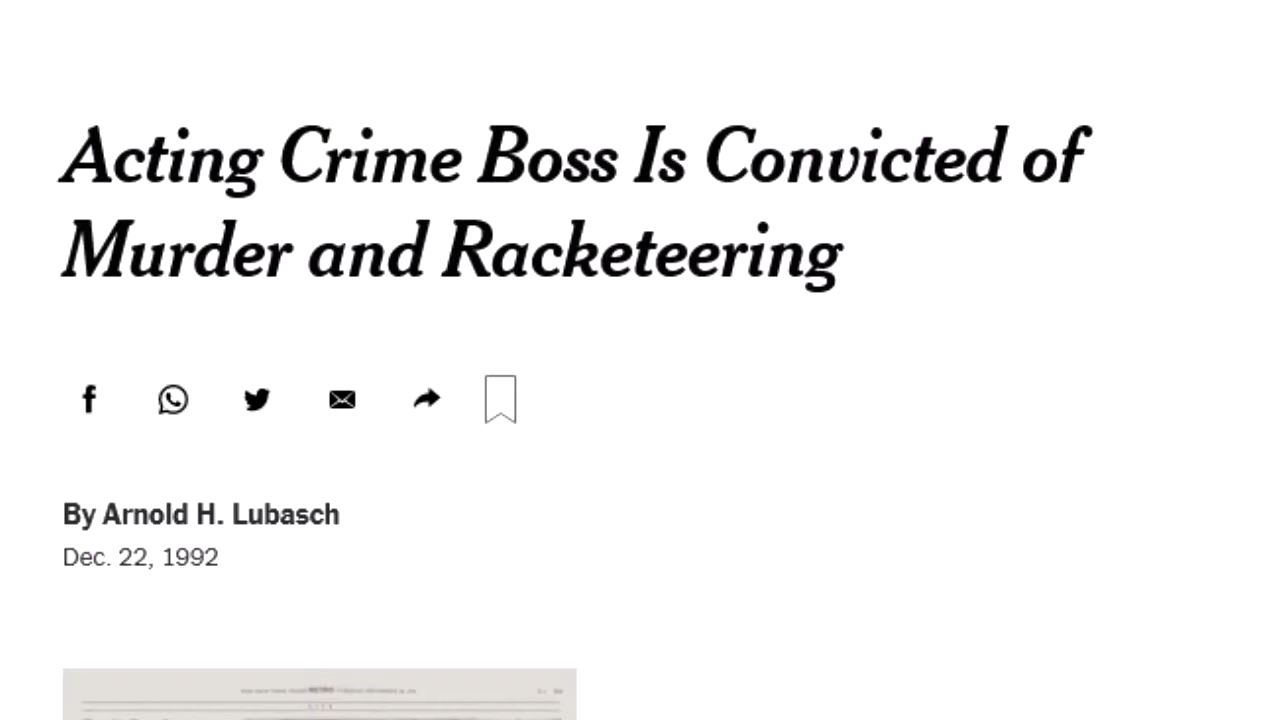 Acting Crime Boss Is Convicted of
Murder and Racketeering
By Arnold H. Lubasch
Dec. 22, 1992